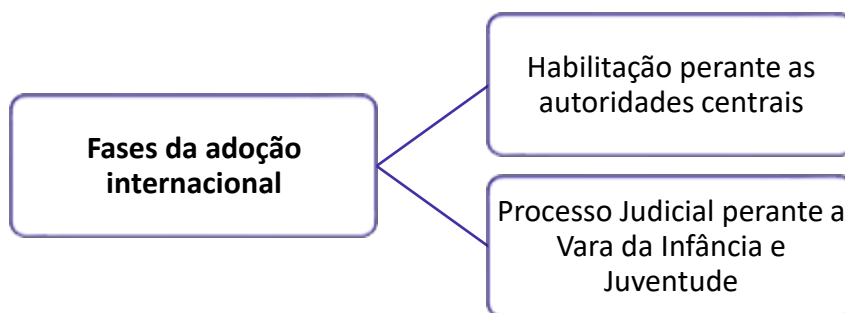 Fases da adoção
internacional
Habilitação perante as
autoridades centrais
Processo Judicial perante a
Vara da Infância e
Juventude